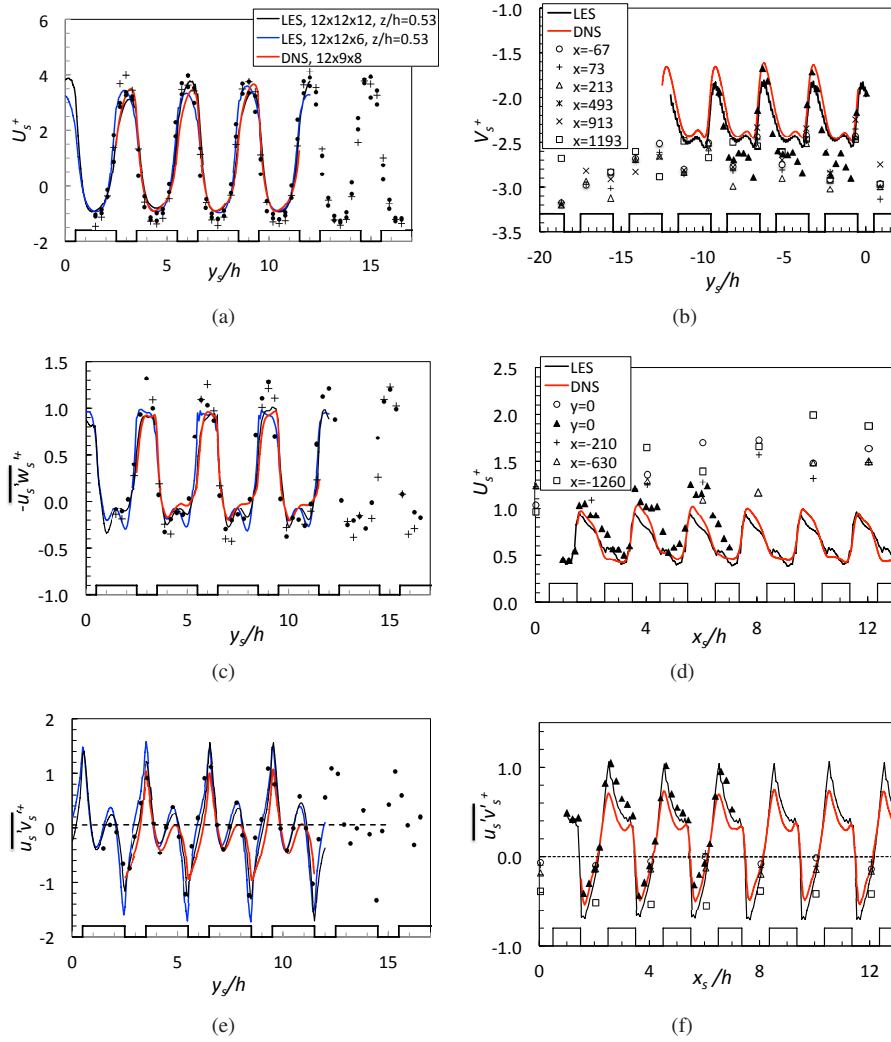 LES, 12x12x12, z/h=0.53
LES, 12x12x6, z/h=0.53
DNS, 12x9x8
6
4
2
0
-2
U_s^+
0 5 10 15
y_s/h
(a)
LES
DNS
x=-67
x=73
x=213
x=493
x=913
x=1193
-1.0
-1.5
-2.0
-2.5
-3.0
-3.5
V_s^+
-20 -15 -10 -5 0
y_s/h
(b)
1.5
1.0
0.5
0.0
-0.5
-1.0
-u_s'w_s'^+
0 5 10 15
y_s/h
(c)
LES
DNS
y=0
y=0
x=-210
x=-630
x=-1260
2.5
2.0
1.5
1.0
0.5
0.0
U_s^+
0 4 8 12
x_s/h
(d)
2
1
0
-1
-2
u_s'v_s'^+
0 5 10 15
y_s/h
(e)
1.0
0.0
-1.0
u_s'v'_s^+
0 4 8 12
x_s/h
(f)